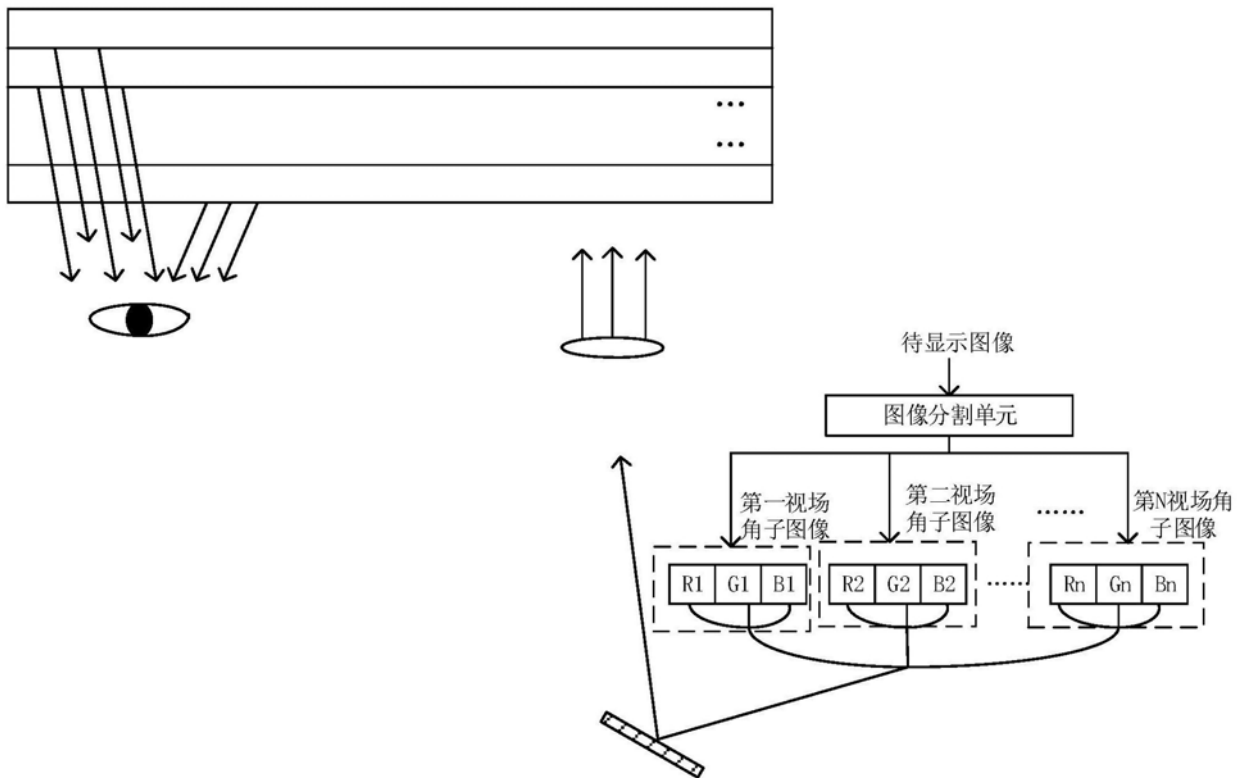 ...
...
待显示图像
图像分割单元
第一视场
角子图像
第二视场
角子图像
......
第N视场角
子图像
R1 G1 B1
R2 G2 B2
......
Rn Gn Bn